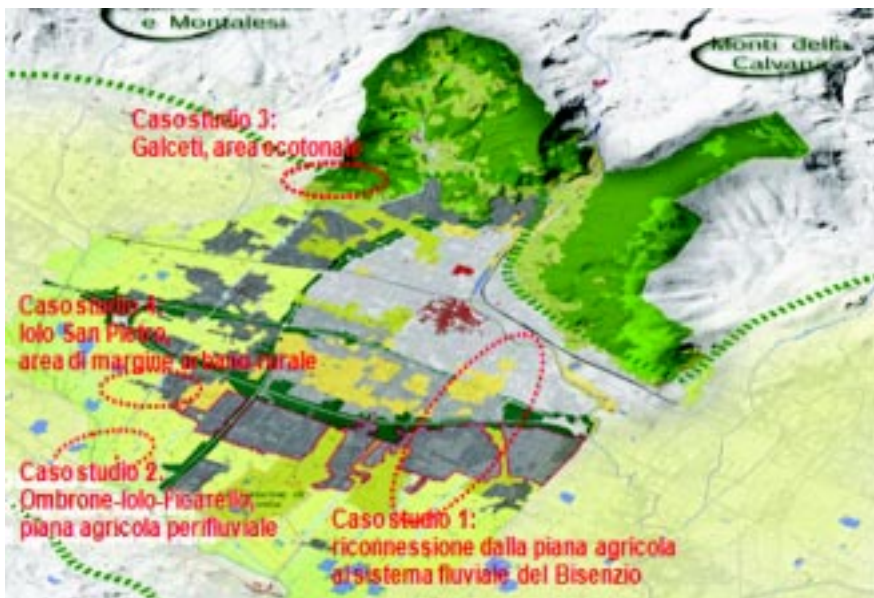 e Montalesi
Monti della
Calvana
Caso studio 3:
Galceti, area ecotonale
Caso studio 4:
Iolo San Pietro,
area di margine urbano-rurale
Caso studio 2:
Ombrone-Iolo-
piana agricola perifluviale
Caso studio 1:
riconnessione dalla piana agricola
al sistema fluviale del Bisenzio